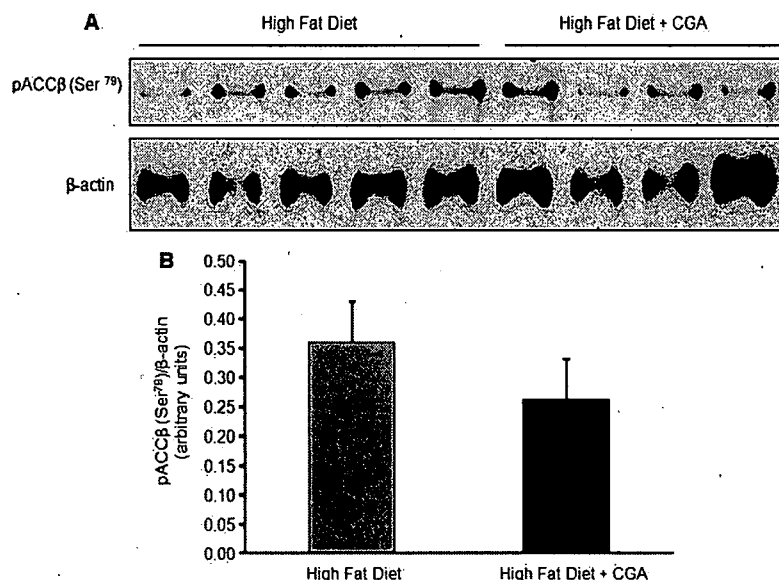 A
High Fat Diet
High Fat Diet + CGA
pACCβ (Ser 79)
β-actin
B
pACCβ (Ser79)/β-actin
(arbitrary units)
0.50
0.45
0.40
0.35
0.30
0.25
0.20
0.15
0.10
0.05
0.00
High Fat Diet
High Fat Diet + CGA